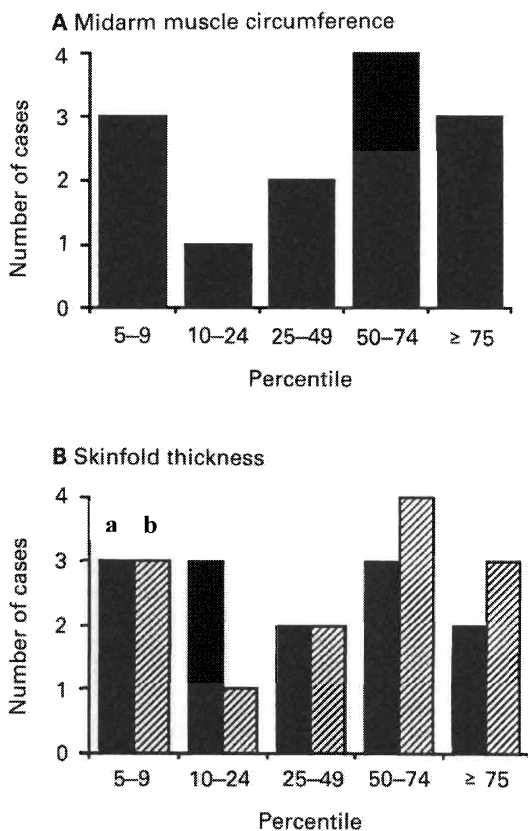 A Midarm muscle circumference
4
3
2
1
0
Number of cases
5–9 10–24 25–49 50–74 ≥ 75
Percentile
B Skinfold thickness
4
a b
3
2
1
0
Number of cases
5–9 10–24 25–49 50–74 ≥ 75
Percentile